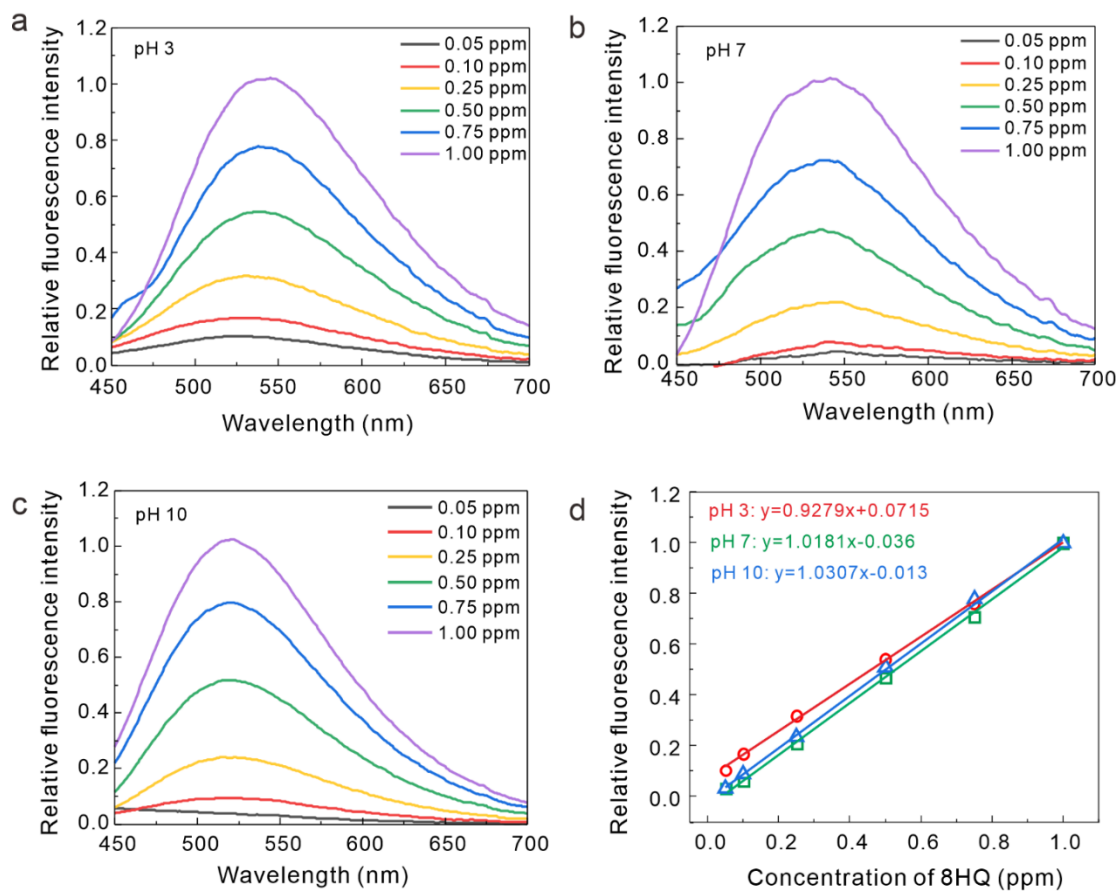 a
pH 3
0.05 ppm
0.10 ppm
0.25 ppm
0.50 ppm
0.75 ppm
1.00 ppm
Relative fluorescence intensity
1.2
1.0
0.8
0.6
0.4
0.2
0.0
450 500 550 600 650 700
Wavelength (nm)
b
pH 7
0.05 ppm
0.10 ppm
0.25 ppm
0.50 ppm
0.75 ppm
1.00 ppm
Relative fluorescence intensity
1.2
1.0
0.8
0.6
0.4
0.2
0.0
450 500 550 600 650 700
Wavelength (nm)
c
pH 10
0.05 ppm
0.10 ppm
0.25 ppm
0.50 ppm
0.75 ppm
1.00 ppm
Relative fluorescence intensity
1.2
1.0
0.8
0.6
0.4
0.2
0.0
450 500 550 600 650 700
Wavelength (nm)
d
pH 3: y=0.9279x+0.0715
pH 7: y=1.0181x-0.036
pH 10: y=1.0307x-0.013
Relative fluorescence intensity
1.2
1.0
0.8
0.6
0.4
0.2
0.0
0.0 0.2 0.4 0.6 0.8 1.0
Concentration of 8HQ (ppm)